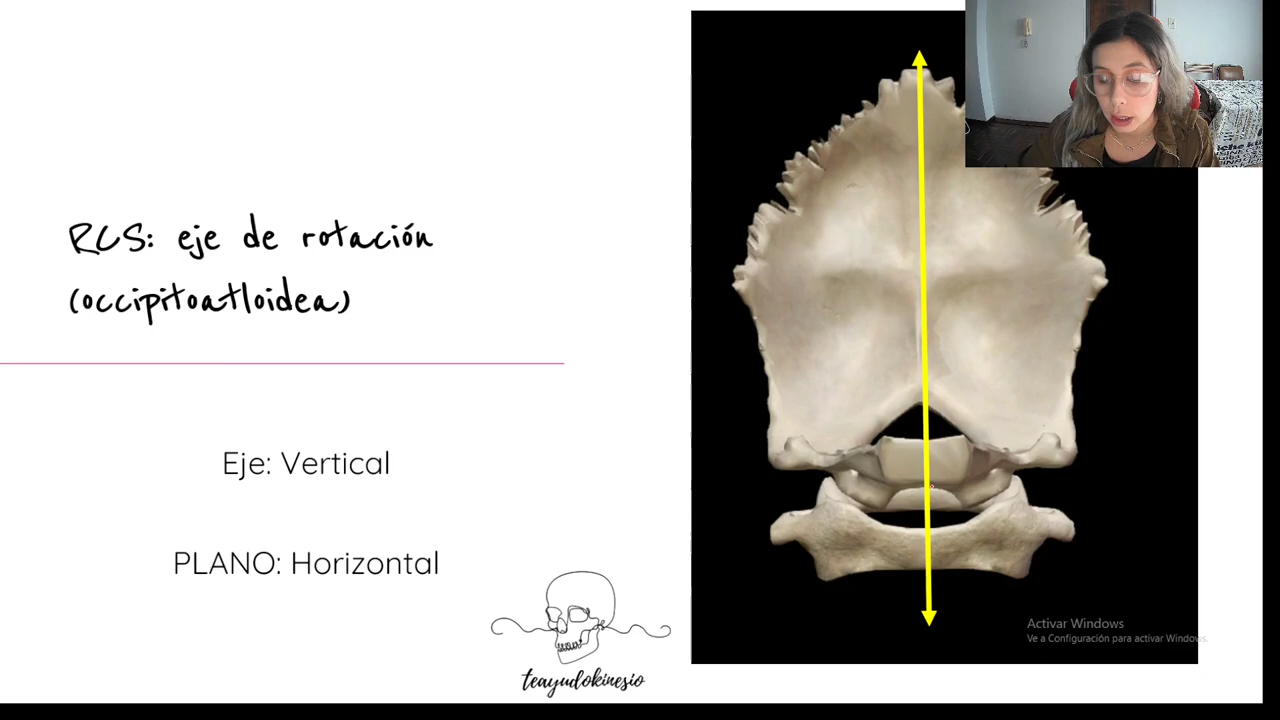 RCS: eje de rotación
(occipitoatloidea)
Eje: Vertical
PLANO: Horizontal
teayudokinesio
Activar Windows
Ve a Configuración para activar Windows.